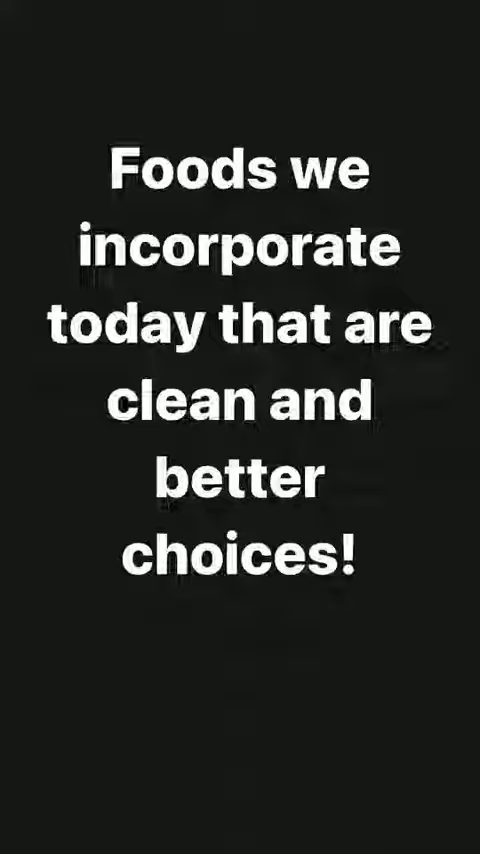 Foods we
incorporate
today that are
clean and
better
choices!